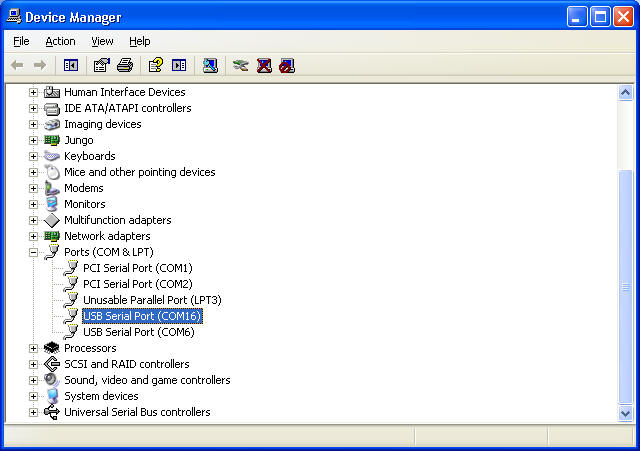 Device Manager
File Action View Help
Human Interface Devices
IDE ATA/ATAPI controllers
Imaging devices
Jungo
Keyboards
Mice and other pointing devices
Modems
Monitors
Multifunction adapters
Network adapters
Ports (COM & LPT)
PCI Serial Port (COM1)
PCI Serial Port (COM2)
Unusable Parallel Port (LPT3)
USB Serial Port (COM16)
USB Serial Port (COM6)
Processors
SCSI and RAID controllers
Sound, video and game controllers
System devices
Universal Serial Bus controllers